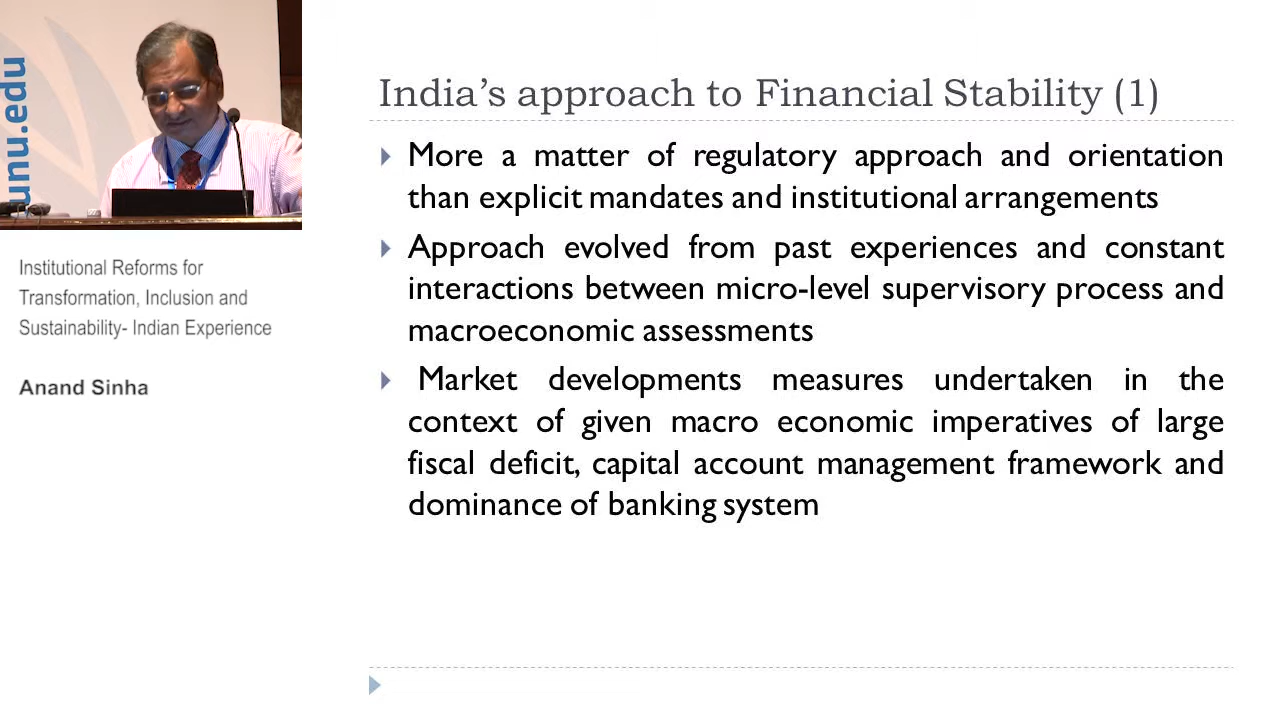 unu.edu
Institutional Reforms for
Transformation, Inclusion and
Sustainability- Indian Experience
Anand Sinha
India’s approach to Financial Stability (1)
More a matter of regulatory approach and orientation
than explicit mandates and institutional arrangements
Approach evolved from past experiences and constant
interactions between micro-level supervisory process and
macroeconomic assessments
Market developments measures undertaken in the
context of given macro economic imperatives of large
fiscal deficit, capital account management framework and
dominance of banking system